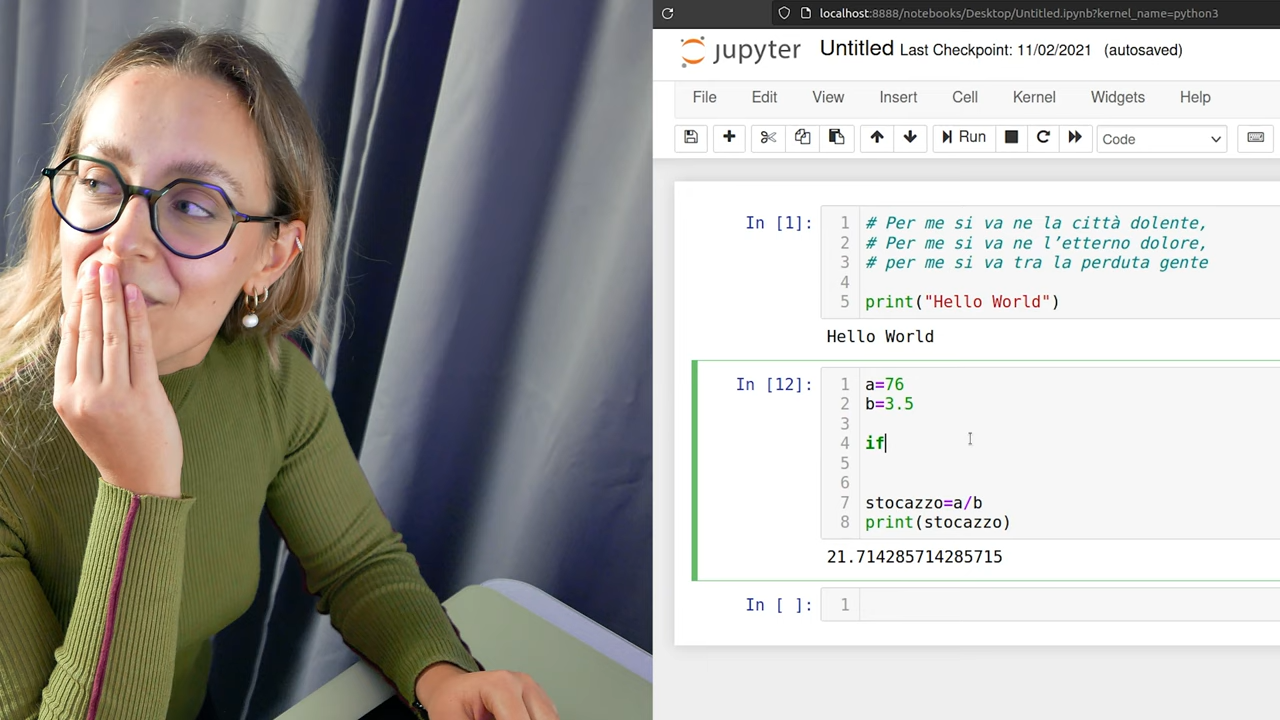 localhost:8888/notebooks/Desktop/Untitled.ipynb?kernel_name=python3
jupyter Untitled Last Checkpoint: 11/02/2021 (autosaved)
File Edit View Insert Cell Kernel Widgets Help
Run Code
In [1]:
1 # Per me si va ne la città dolente,
2 # Per me si va ne l’etterno dolore,
3 # per me si va tra la perduta gente
4
5 print("Hello World")
Hello World
In [12]:
1 a=76
2 b=3.5
3
4 if
5
6
7 stocazzo=a/b
8 print(stocazzo)
21.714285714285715
In [ ]:
1